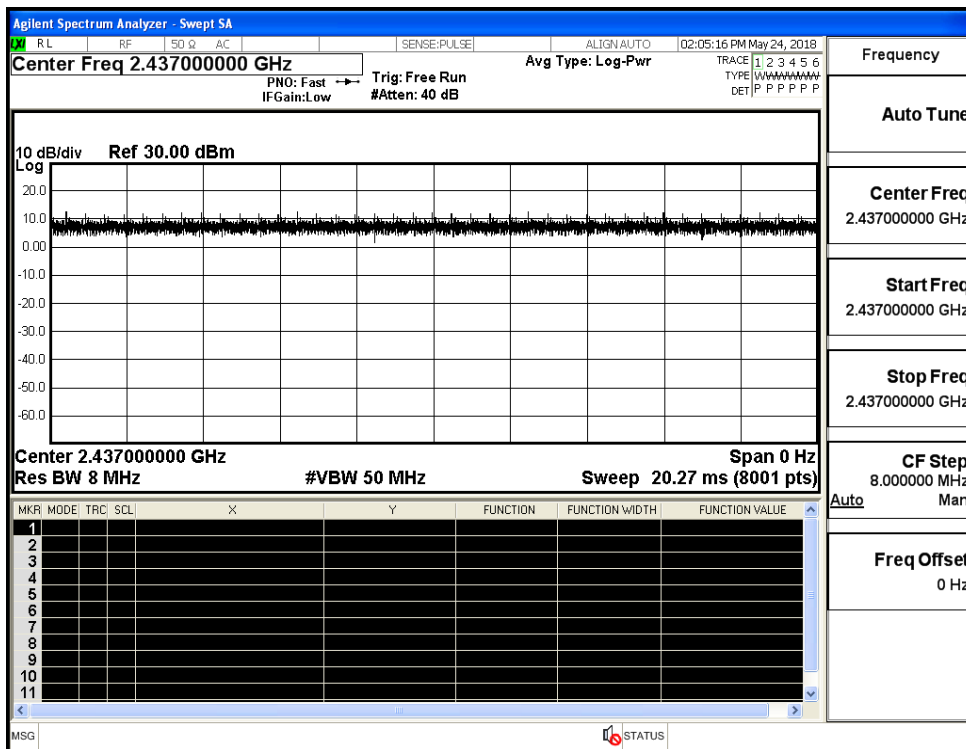 Agilent Spectrum Analyzer - Swept SA
LXI RL RF 50 Ω AC SENSE:PULSE ALIGN AUTO 02:05:16 PM May 24, 2018
Center Freq 2.437000000 GHz
PNO: Fast
IFGain:Low
Trig: Free Run
#Atten: 40 dB
Avg Type: Log-Pwr
TRACE 1 2 3 4 5 6
TYPE WWWWWW
DET P P P P P P
10 dB/div Ref 30.00 dBm
Log
20.0
10.0
0.00
-10.0
-20.0
-30.0
-40.0
-50.0
-60.0
Center 2.437000000 GHz Span 0 Hz
Res BW 8 MHz #VBW 50 MHz Sweep 20.27 ms (8001 pts)
MKR MODE TRC SCL X Y FUNCTION FUNCTION WIDTH FUNCTION VALUE
1
2
3
4
5
6
7
8
9
10
11
MSG STATUS
Frequency
Auto Tune
Center Freq
2.437000000 GHz
Start Freq
2.437000000 GHz
Stop Freq
2.437000000 GHz
CF Step
8.000000 MHz
Auto Man
Freq Offset
0 Hz